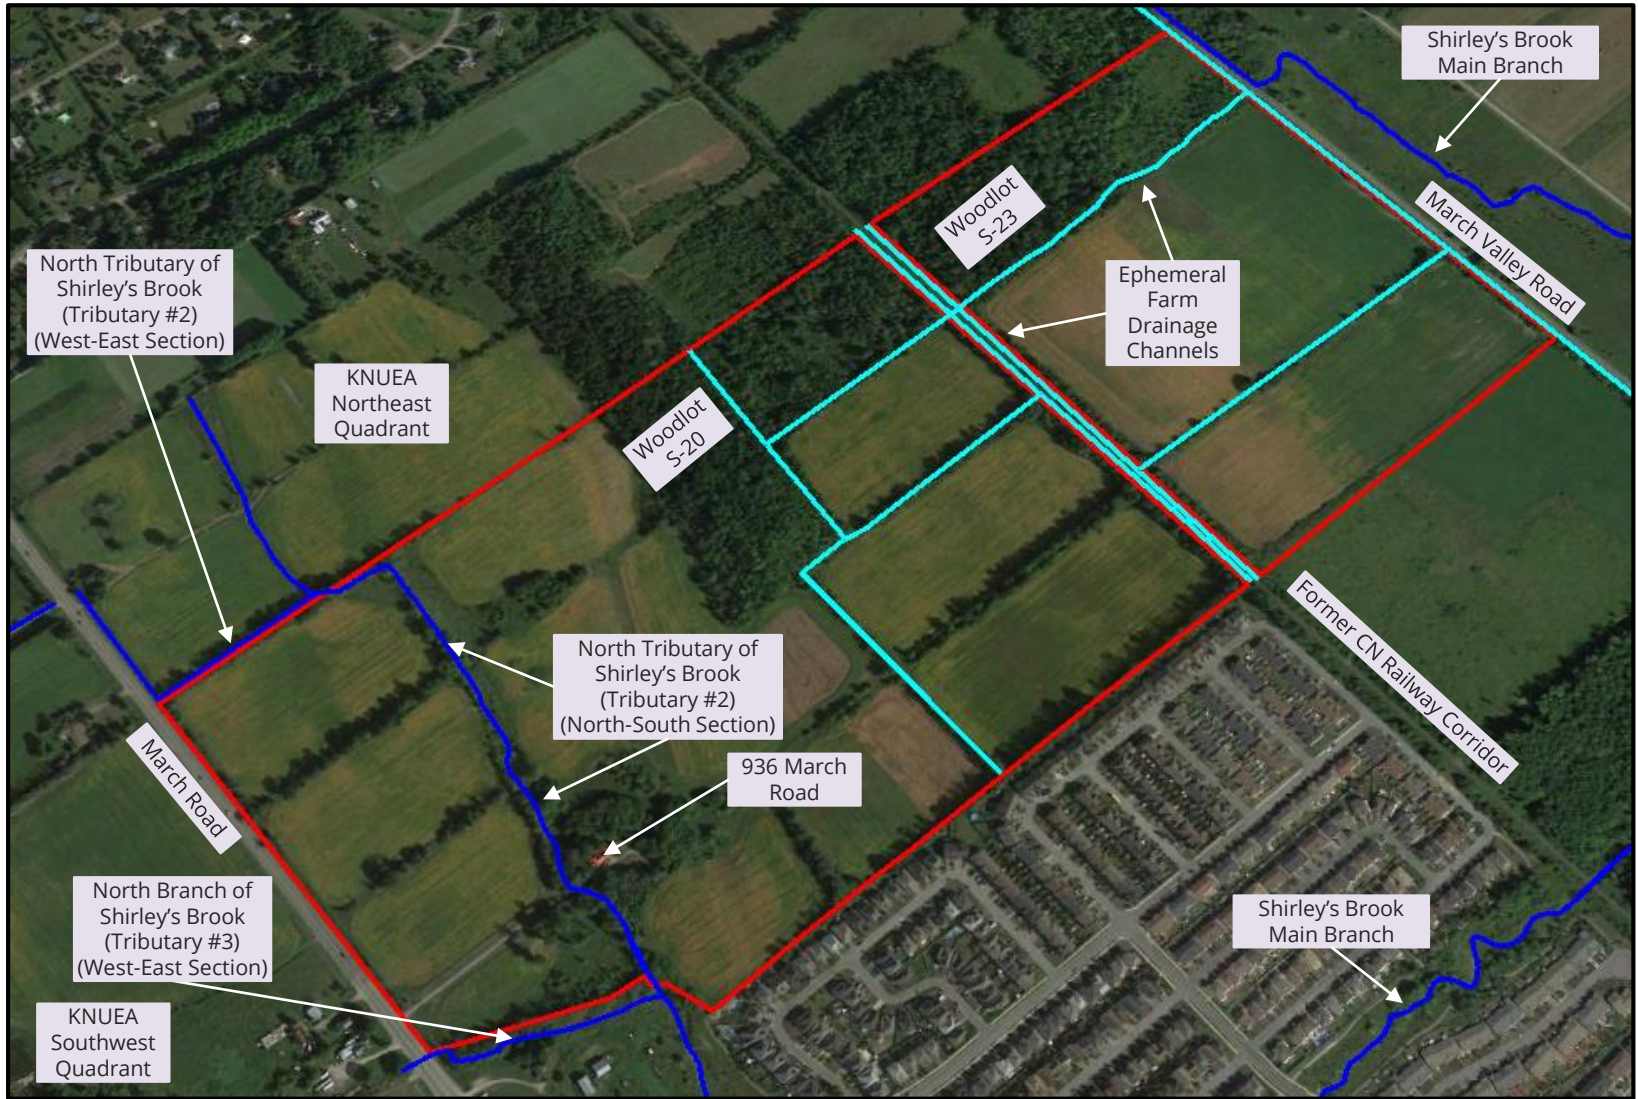 Shirley's Brook
Main Branch
Woodlot
S-23
March Valley Road
North Tributary of
Shirley's Brook
(Tributary #2)
(West-East Section)
Ephemeral
Farm
Drainage
Channels
KNUEA
Northeast
Quadrant
Woodlot
S-20
Former CN Railway Corridor
North Tributary of
Shirley's Brook
(Tributary #2)
(North-South Section)
March Road
936 March
Road
North Branch of
Shirley's Brook
(Tributary #3)
(West-East Section)
Shirley's Brook
Main Branch
KNUEA
Southwest
Quadrant